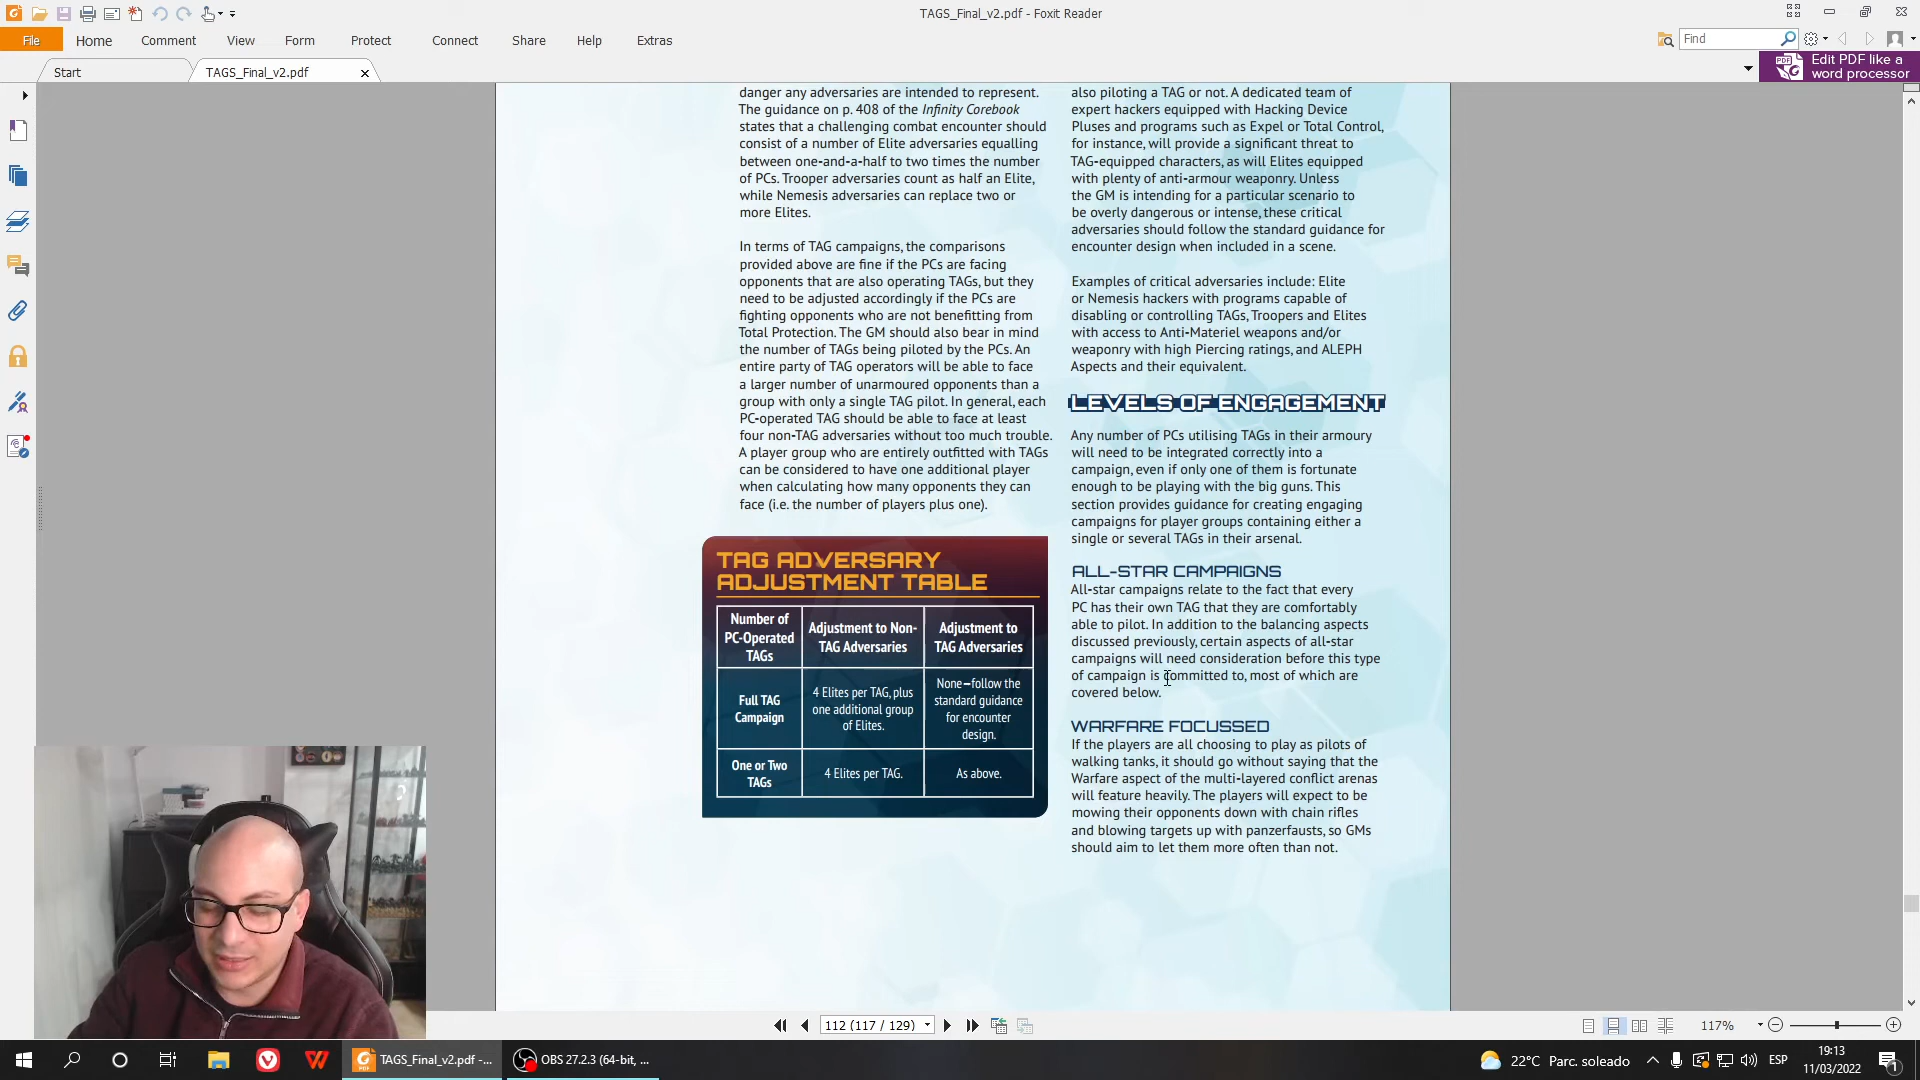 TAGS_Final_v2.pdf - Foxit Reader
File Home Comment View Form Protect Connect Share Help Extras
Find
Start
TAGS_Final_v2.pdf
Edit PDF like a
word processor
danger any adversaries are intended to represent.
The guidance on p. 408 of the Infinity Corebook
states that a challenging combat encounter should
consist of a number of Elite adversaries equalling
between one-and-a-half to two times the number
of PCs. Trooper adversaries count as half an Elite,
while Nemesis adversaries can replace two or
more Elites.
In terms of TAG campaigns, the comparisons
provided above are fine if the PCs are facing
opponents that are also operating TAGs, but they
need to be adjusted accordingly if the PCs are
fighting opponents who are not benefitting from
Total Protection. The GM should also bear in mind
the number of TAGs being piloted by the PCs. An
entire party of TAG operators will be able to face
a larger number of unarmoured opponents than a
group with only a single TAG pilot. In general, each
PC-operated TAG should be able to face at least
four non-TAG adversaries without too much trouble.
A player group who are entirely outfitted with TAGs
can be considered to have one additional player
when calculating how many opponents they can
face (i.e. the number of players plus one).
TAG ADVERSARY
ADJUSTMENT TABLE
Number of
PC-Operated
TAGs
Adjustment to Non-
TAG Adversaries
Adjustment to
TAG Adversaries
Full TAG
Campaign
4 Elites per TAG, plus
one additional group
of Elites.
None—follow the
standard guidance
for encounter
design.
One or Two
TAGs
4 Elites per TAG.
As above.
also piloting a TAG or not. A dedicated team of
expert hackers equipped with Hacking Device
Pluses and programs such as Expel or Total Control,
for instance, will provide a significant threat to
TAG-equipped characters, as will Elites equipped
with plenty of anti-armour weaponry. Unless
the GM is intending for a particular scenario to
be overly dangerous or intense, these critical
adversaries should follow the standard guidance for
encounter design when included in a scene.
Examples of critical adversaries include: Elite
or Nemesis hackers with programs capable of
disabling or controlling TAGs, Troopers and Elites
with access to Anti-Materiel weapons and/or
weaponry with high Piercing ratings, and ALEPH
Aspects and their equivalent.
LEVELS OF ENGAGEMENT
Any number of PCs utilising TAGs in their armoury
will need to be integrated correctly into a
campaign, even if only one of them is fortunate
enough to be playing with the big guns. This
section provides guidance for creating engaging
campaigns for player groups containing either a
single or several TAGs in their arsenal.
ALL-STAR CAMPAIGNS
All-star campaigns relate to the fact that every
PC has their own TAG that they are comfortably
able to pilot. In addition to the balancing aspects
discussed previously, certain aspects of all-star
campaigns will need consideration before this type
of campaign is committed to, most of which are
covered below.
WARFARE FOCUSSED
If the players are all choosing to play as pilots of
walking tanks, it should go without saying that the
Warfare aspect of the multi-layered conflict arenas
will feature heavily. The players will expect to be
mowing their opponents down with chain rifles
and blowing targets up with panzerfausts, so GMs
should aim to let them more often than not.
112 (117 / 129)
117%
TAGS_Final_v2.pdf -...
OBS 27.2.3 (64-bit, ...
22°C Parc. soleado
ESP
19:13
11/03/2022
1